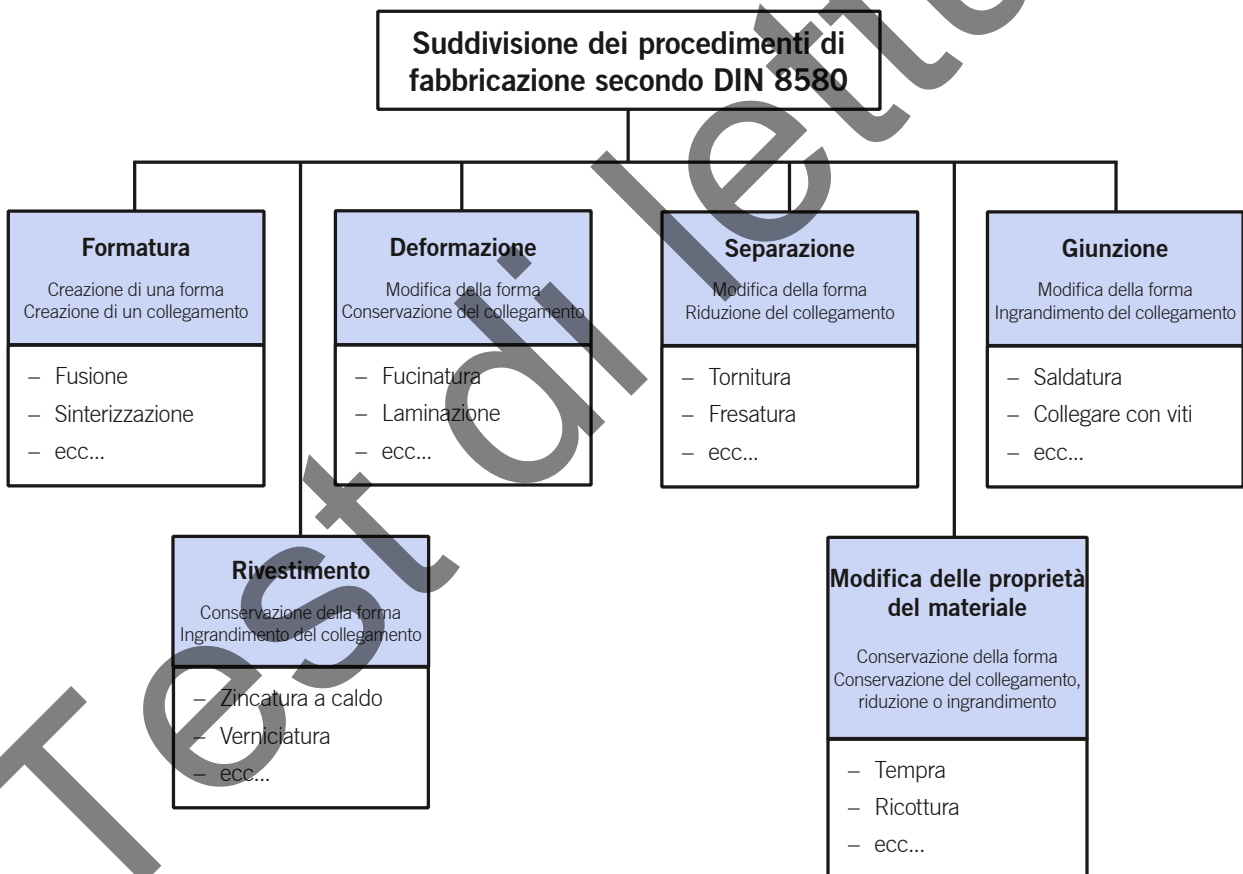 Suddivisione dei procedimenti di
fabbricazione secondo DIN 8580
Formatura
Creazione di una forma
Creazione di un collegamento
– Fusione
– Sinterizzazione
– ecc...
Deformazione
Modifica della forma
Conservazione del collegamento
– Fucinatura
– Laminazione
– ecc...
Separazione
Modifica della forma
Riduzione del collegamento
– Tornitura
– Fresatura
– ecc...
Giunzione
Modifica della forma
Ingrandimento del collegamento
– Saldatura
– Collegare con viti
– ecc...
Rivestimento
Conservazione della forma
Ingrandimento del collegamento
– Zincatura a caldo
– Verniciatura
– ecc...
Modifica delle proprietà
del materiale
Conservazione della forma
Conservazione del collegamento,
riduzione o ingrandimento
– Tempra
– Ricottura
– ecc...
Test di lett